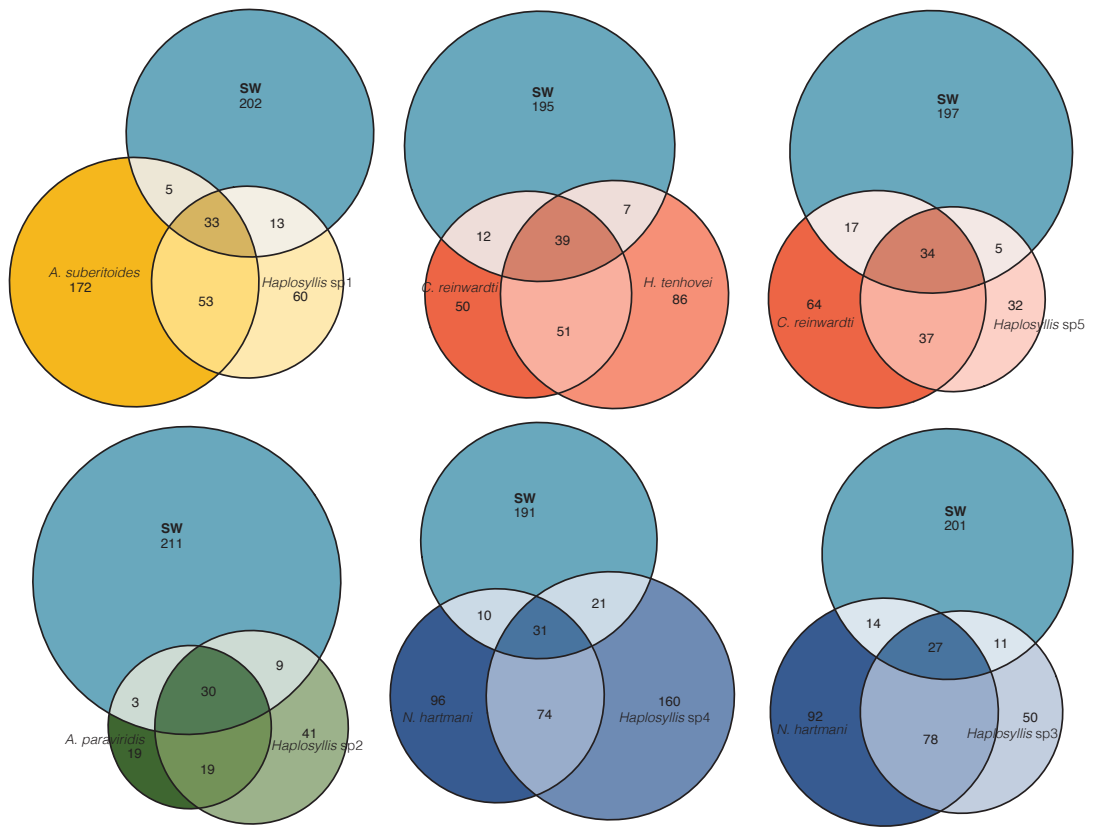 SW
202
5
33
13
A. suberitoides
172
Haplosyllis sp1
60
53
SW
195
7
12
39
C. reinwardti
50
H. tenhovei
86
51
SW
197
17
34
5
64
C. reinwardti
32
Haplosyllis sp5
37
SW
211
9
3
30
A. paraviridis
19
41
Haplosyllis sp2
19
SW
191
21
10
31
96
N. hartmani
160
Haplosyllis sp4
74
SW
201
14
27
11
92
N. hartmani
50
Haplosyllis sp3
78